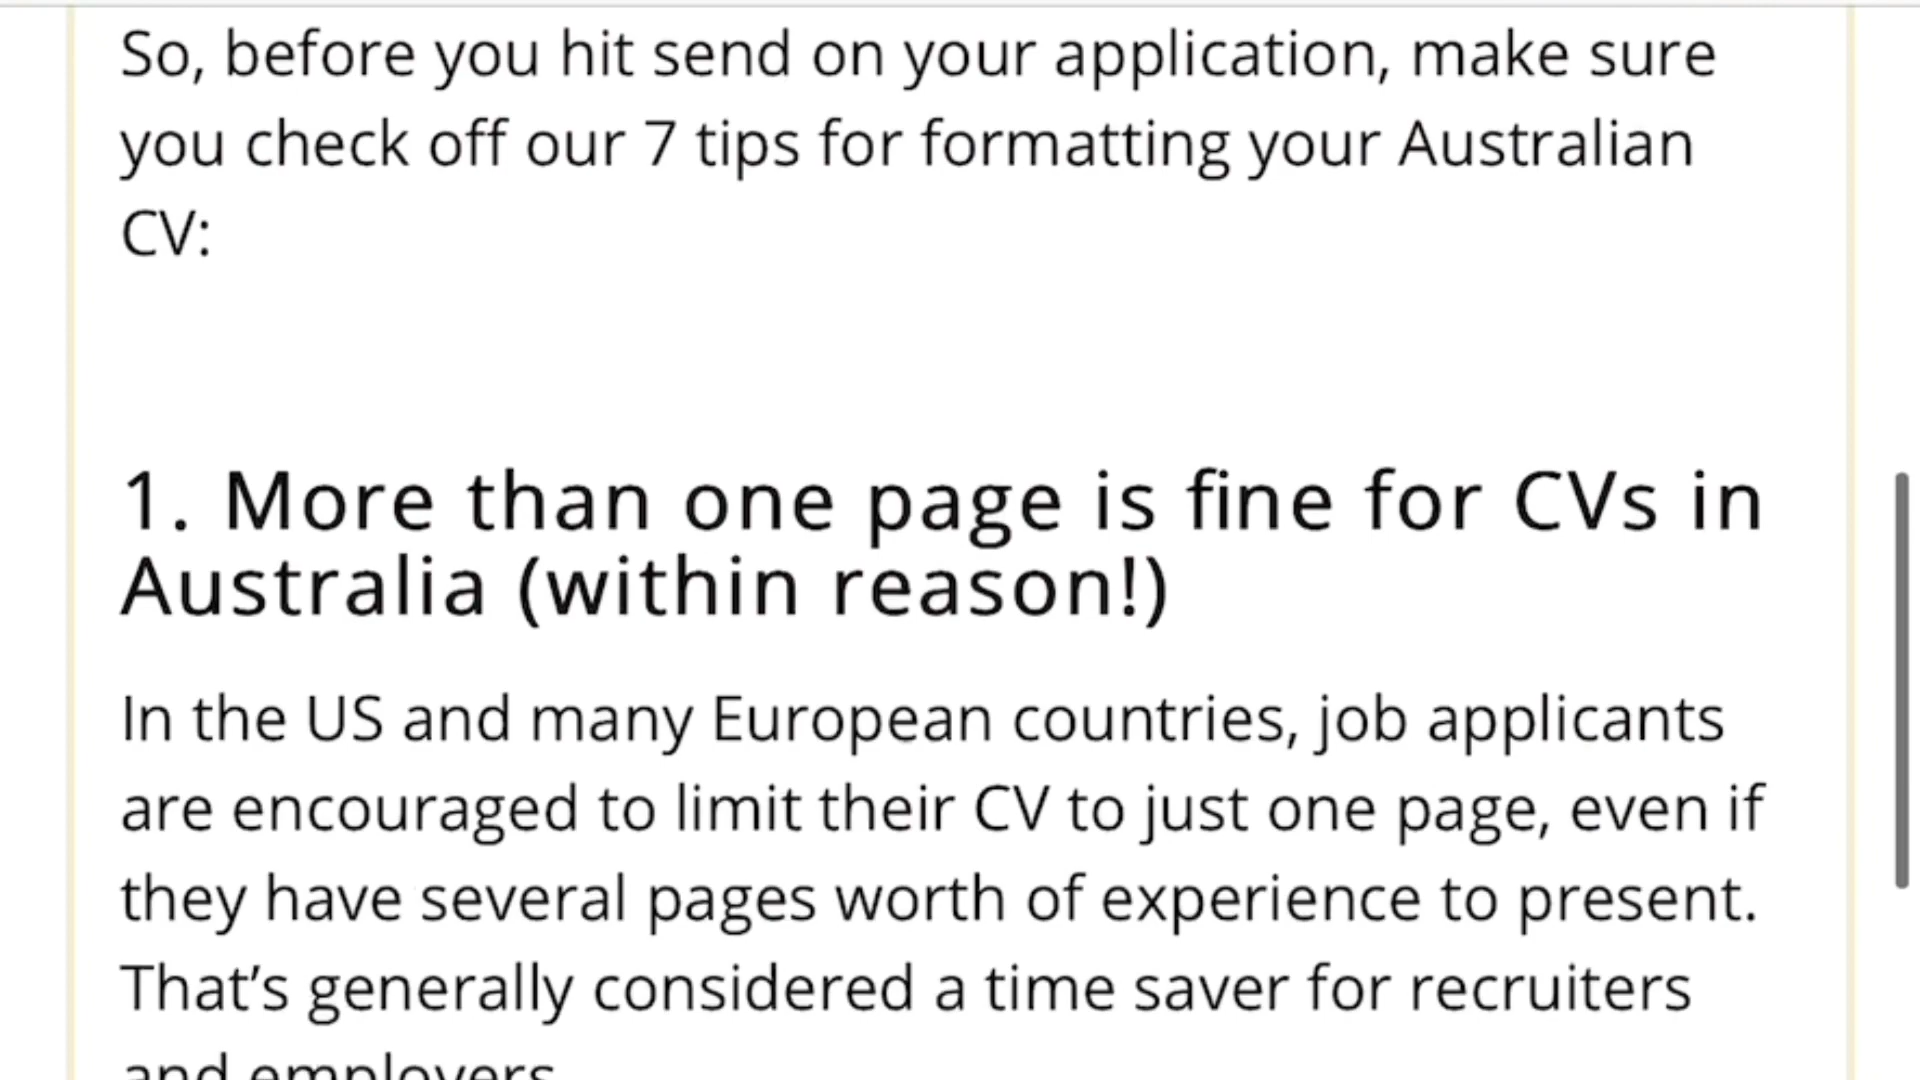 So, before you hit send on your application, make sure
you check off our 7 tips for formatting your Australian
CV:
1. More than one page is fine for CVs in
Australia (within reason!)
In the US and many European countries, job applicants
are encouraged to limit their CV to just one page, even if
they have several pages worth of experience to present.
That’s generally considered a time saver for recruiters
and employers.